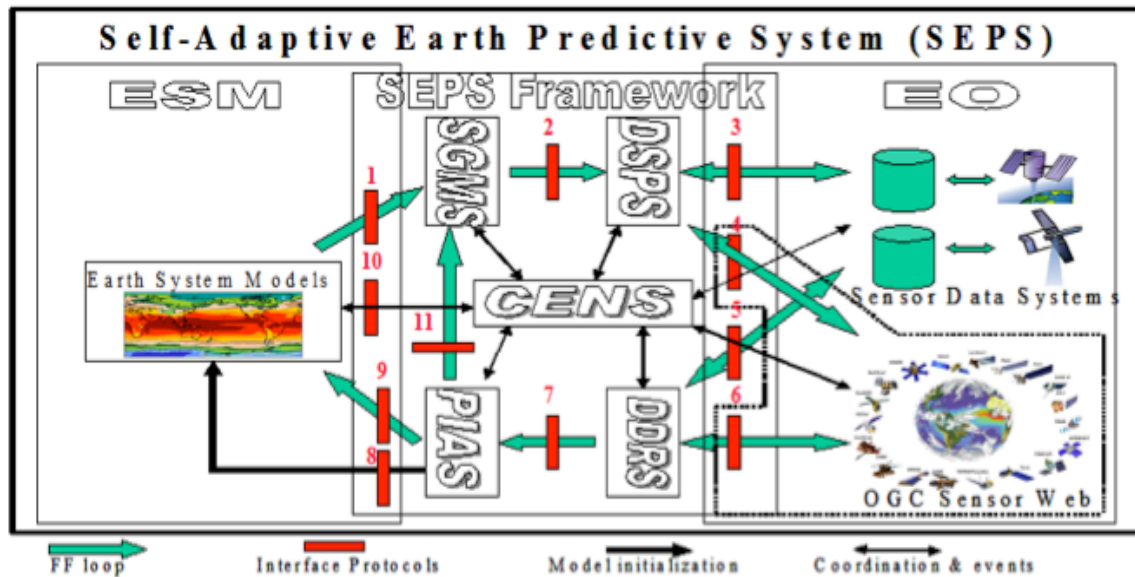 Self-Adaptive Earth Predictive System (SEPS)
ESM
SEPS Framework
EO
SGMS
2
DSPS
3
1
4
10
Earth System Models
CENS
Sensor Data Systems
11
5
9
PIAS
7
DDRS
6
8
OGC Sensor Web
FF loop
Interface Protocols
Model initialization
Coordination & events